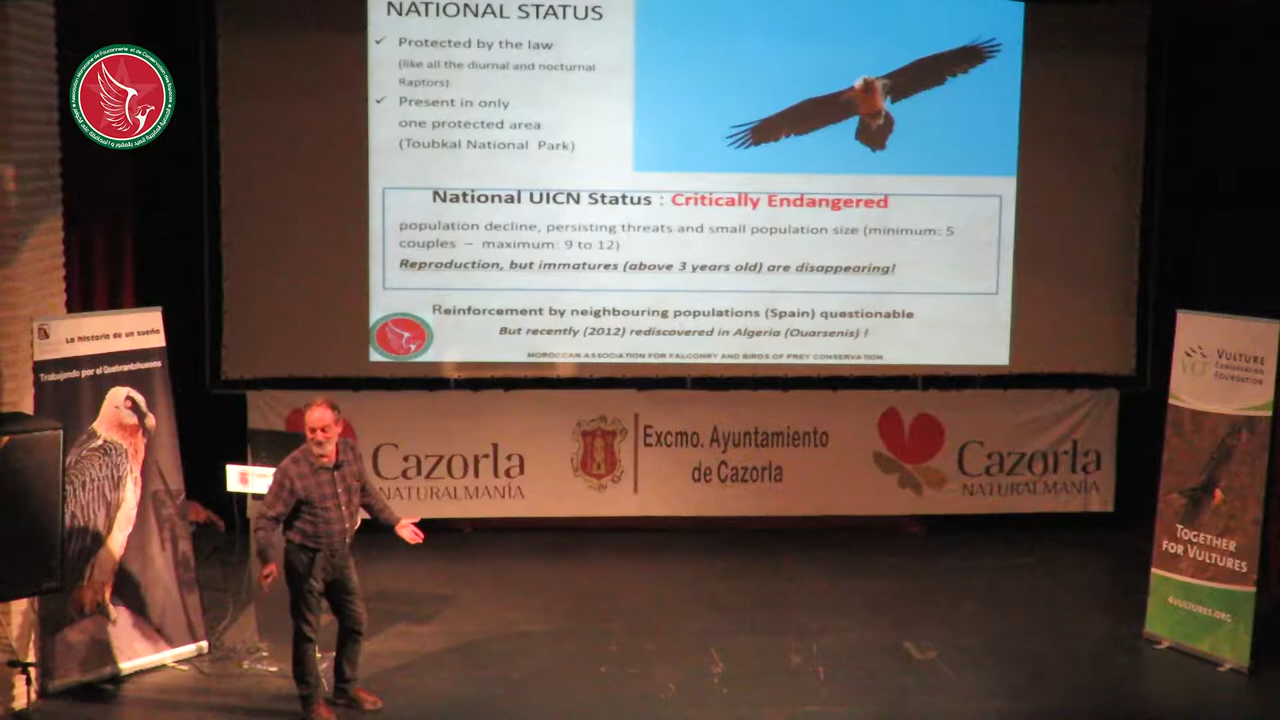 NATIONAL STATUS
✓ Protected by the law
(like all the diurnal and nocturnal
Raptors)
✓ Present in only
one protected area
(Toubkal National Park)
National UICN Status : Critically Endangered
population decline, persisting threats and small population size (minimum: 5
couples – maximum: 9 to 12)
Reproduction, but immatures (above 3 years old) are disappearing!
Reinforcement by neighbouring populations (Spain) questionable
But recently (2012) rediscovered in Algeria (Ouarsenis) !
MOROCCAN ASSOCIATION FOR FALCONRY AND BIRDS OF PREY CONSERVATION
La historia de un sueño
Trabajando por el Quebrantahuesos
Cazorla
NATURALMANÍA
Excmo. Ayuntamiento
de Cazorla
Cazorla
NATURALMANÍA
VULTURE
CONSERVATION
FOUNDATION
VCF
TOGETHER
FOR VULTURES
4VULTURES.ORG